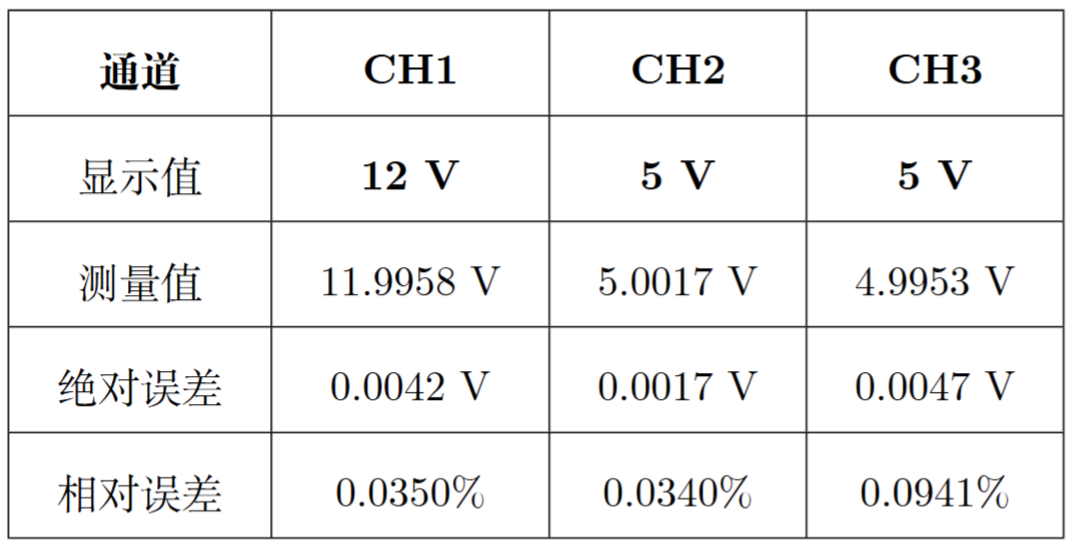 通道 CH1 CH2 CH3
显示值 12 V 5 V 5 V
测量值 11.9958 V 5.0017 V 4.9953 V
绝对误差 0.0042 V 0.0017 V 0.0047 V
相对误差 0.0350% 0.0340% 0.0941%